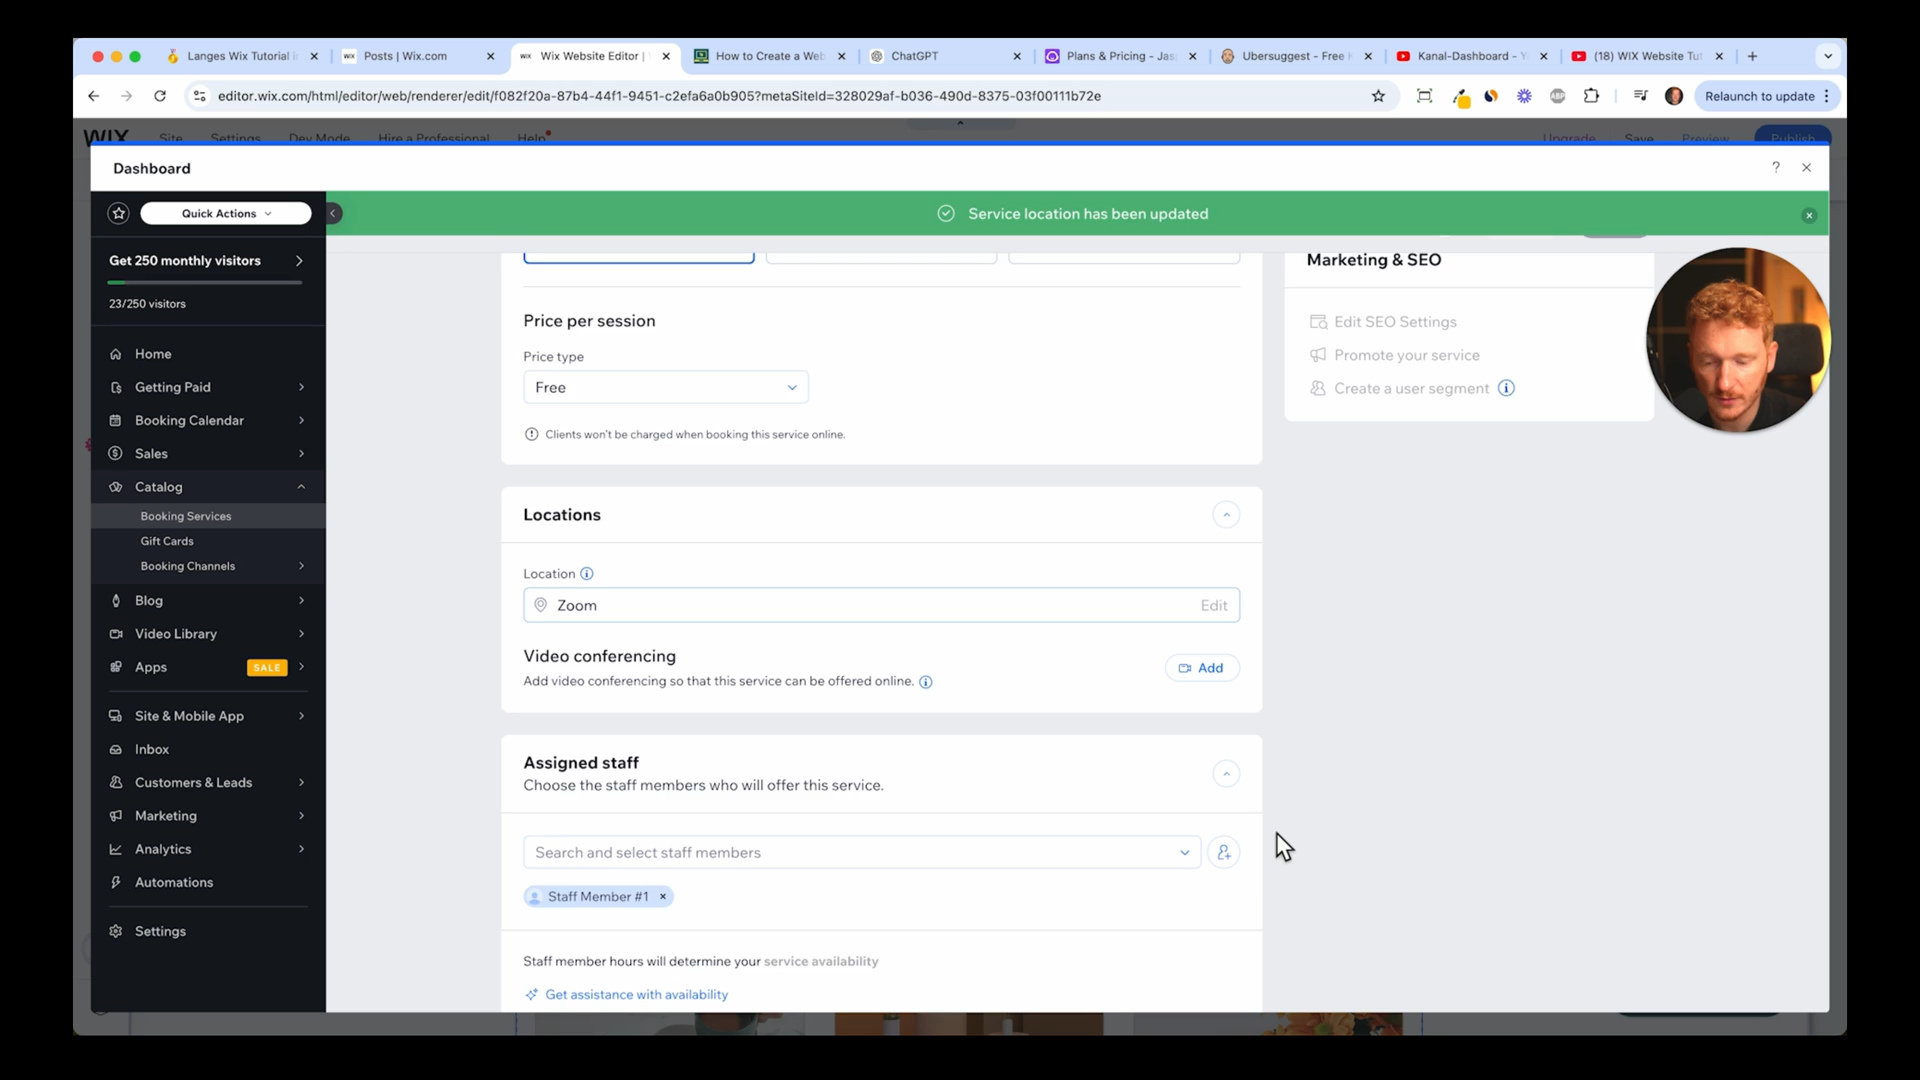 Langes Wix Tutorial i
Posts | Wix.com
Wix Website Editor |
How to Create a Web
ChatGPT
Plans & Pricing - Jas
Ubersuggest - Free
Kanal-Dashboard - Y
(18) WIX Website Tut
editor.wix.com/html/editor/web/renderer/edit/f082f20a-87b4-44f1-9451-c2efa6a0b905?metaSiteId=328029af-b036-490d-8375-03f00111b72e
ABP
Relaunch to update
WIX Site Settings Dev Mode Hire a Professional Help Upgrade Save Preview Publish
Dashboard
?
Quick Actions
Service location has been updated
Get 250 monthly visitors
23/250 visitors
Home
Getting Paid
Booking Calendar
Sales
Catalog
Booking Services
Gift Cards
Booking Channels
Blog
Video Library
Apps SALE
Site & Mobile App
Inbox
Customers & Leads
Marketing
Analytics
Automations
Settings
Price per session
Price type
Free
Clients won't be charged when booking this service online.
Locations
Location
Zoom Edit
Video conferencing
Add video conferencing so that this service can be offered online.
Add
Assigned staff
Choose the staff members who will offer this service.
Search and select staff members
Staff Member #1
Staff member hours will determine your service availability
Get assistance with availability
Marketing & SEO
Edit SEO Settings
Promote your service
Create a user segment